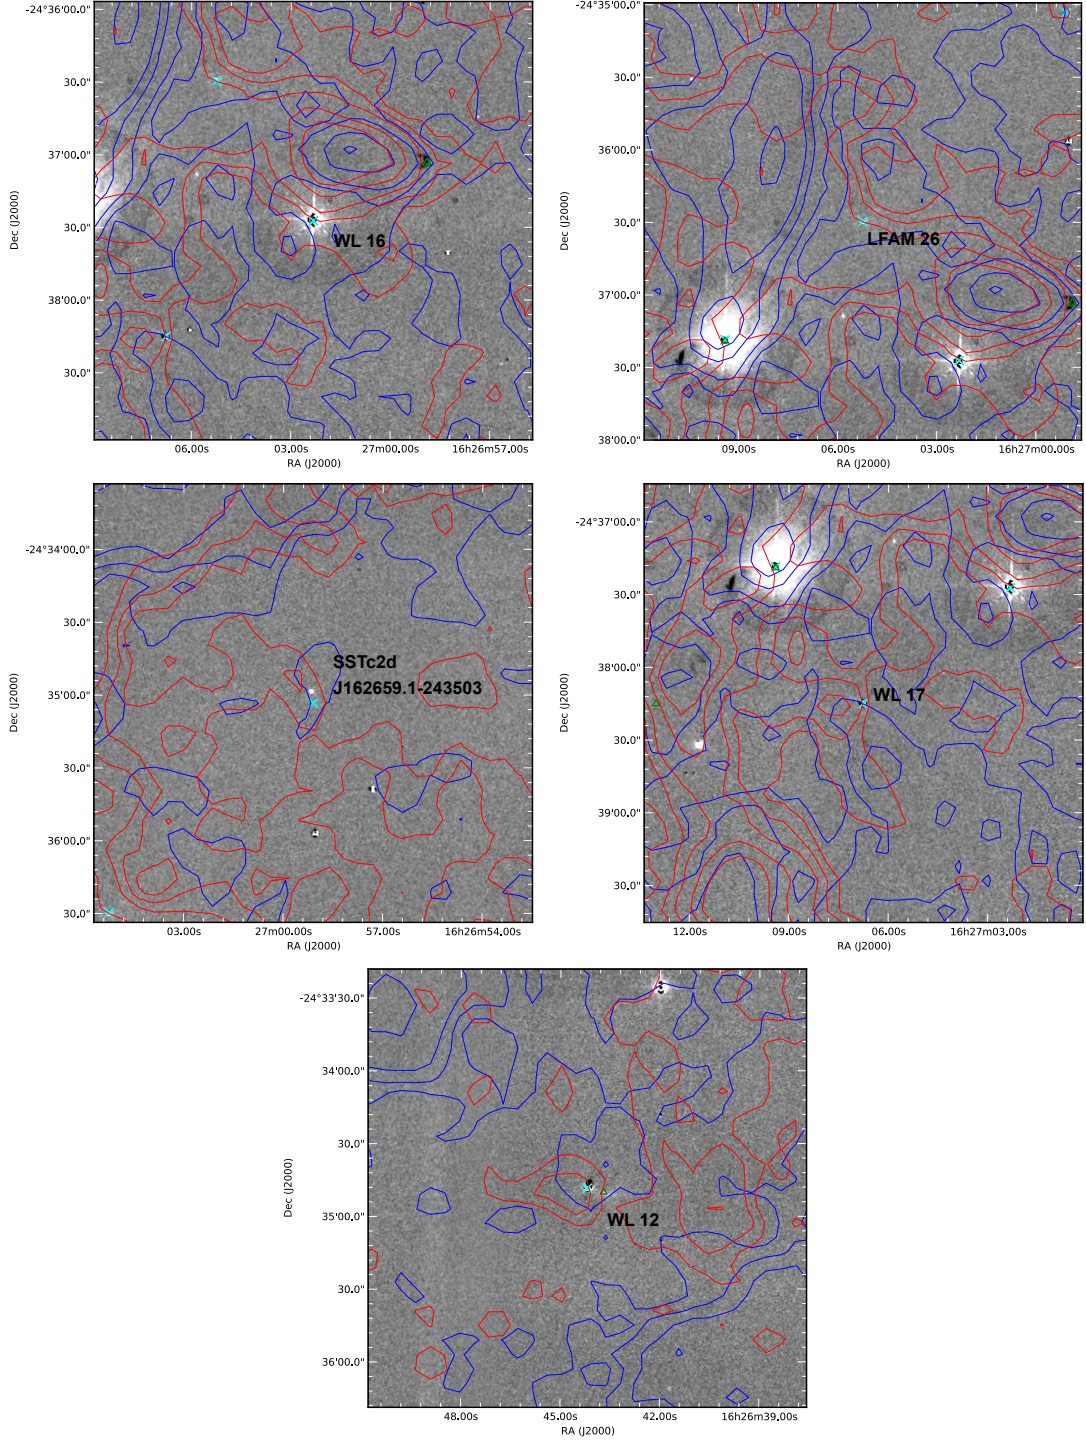 -24°36'00.0"
30.0"
37'00.0"
30.0"
38'00.0"
30.0"
Dec (J2000)
WL 16
06.00s 03.00s 27m00.00s 16h26m57.00s
RA (J2000)
-24°35'00.0"
30.0"
36'00.0"
30.0"
37'00.0"
30.0"
38'00.0"
Dec (J2000)
LFAM 26
09.00s 06.00s 03.00s 16h27m00.00s
RA (J2000)
-24°34'00.0"
30.0"
35'00.0"
30.0"
36'00.0"
30.0"
Dec (J2000)
SSTc2d
J162659.1-243503
03.00s 27m00.00s 57.00s 16h26m54.00s
RA (J2000)
-24°37'00.0"
30.0"
38'00.0"
30.0"
39'00.0"
30.0"
Dec (J2000)
WL 17
12.00s 09.00s 06.00s 16h27m03.00s
RA (J2000)
-24°33'30.0"
34'00.0"
30.0"
35'00.0"
30.0"
36'00.0"
Dec (J2000)
WL 12
48.00s 45.00s 42.00s 16h26m39.00s
RA (J2000)